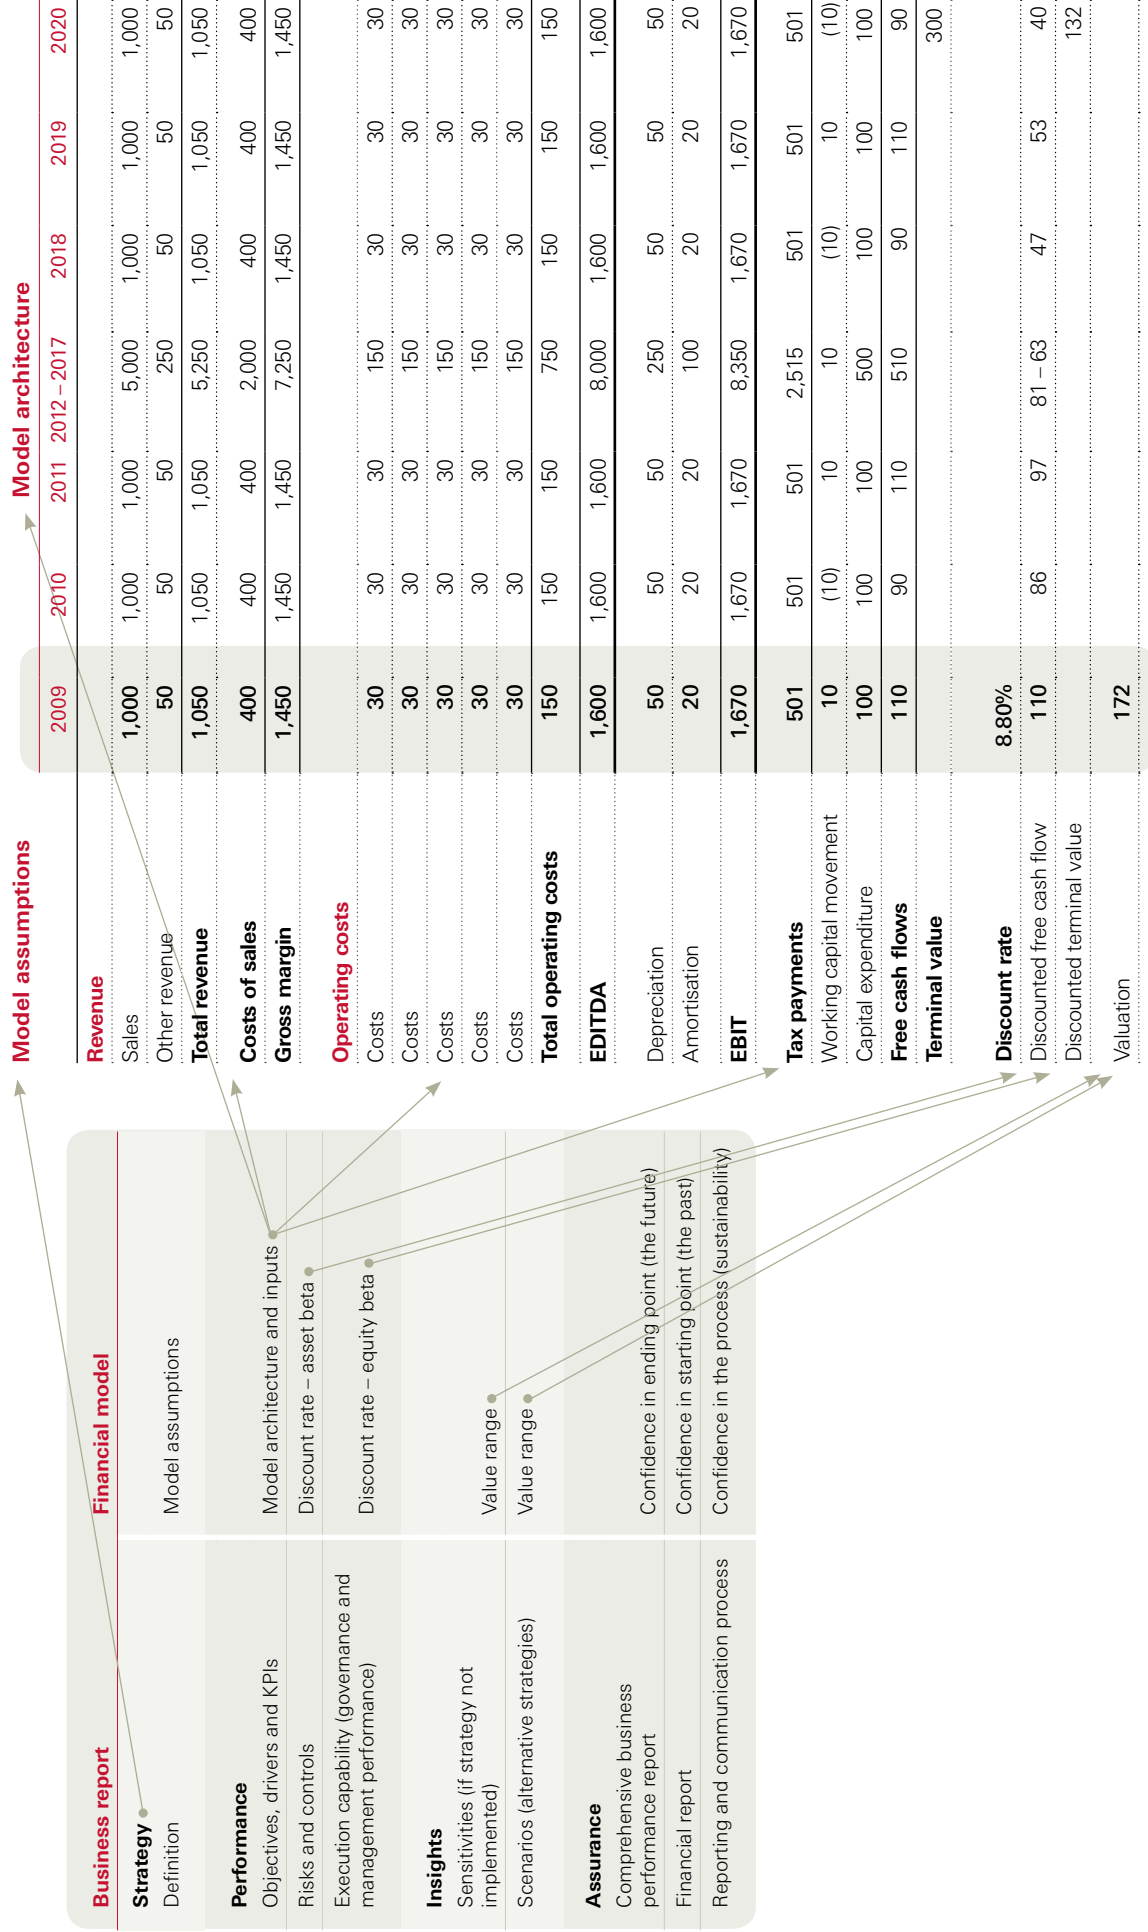 Business report Financial model
Strategy
Definition Model assumptions
Performance
Objectives, drivers and KPIs Model architecture and inputs
Risks and controls Discount rate – asset beta
Execution capability (governance and
management performance) Discount rate – equity beta
Insights
Sensitivities (if strategy not
implemented) Value range
Scenarios (alternative strategies) Value range
Assurance
Comprehensive business
performance report Confidence in ending point (the future)
Financial report Confidence in starting point (the past)
Reporting and communication process Confidence in the process (sustainability)
Model assumptions Model architecture
2009 2010 2011 2012 – 2017 2018 2019 2020
Revenue
Sales 1,000 1,000 1,000 5,000 1,000 1,000 1,000
Other revenue 50 50 50 250 50 50 50
Total revenue 1,050 1,050 1,050 5,250 1,050 1,050 1,050
Costs of sales 400 400 400 2,000 400 400 400
Gross margin 1,450 1,450 1,450 7,250 1,450 1,450 1,450
Operating costs
Costs 30 30 30 150 30 30 30
Costs 30 30 30 150 30 30 30
Costs 30 30 30 150 30 30 30
Costs 30 30 30 150 30 30 30
Costs 30 30 30 150 30 30 30
Total operating costs 150 150 150 750 150 150 150
EDITDA 1,600 1,600 1,600 8,000 1,600 1,600 1,600
Depreciation 50 50 50 250 50 50 50
Amortisation 20 20 20 100 20 20 20
EBIT 1,670 1,670 1,670 8,350 1,670 1,670 1,670
Tax payments 501 501 501 2,515 501 501 501
Working capital movement 10 (10) 10 10 (10) 10 (10)
Capital expenditure 100 100 100 500 100 100 100
Free cash flows 110 90 110 510 90 110 90
Terminal value 300
Discount rate 8.80%
Discounted free cash flow 110 86 97 81 – 63 47 53 40
Discounted terminal value 132
Valuation 172